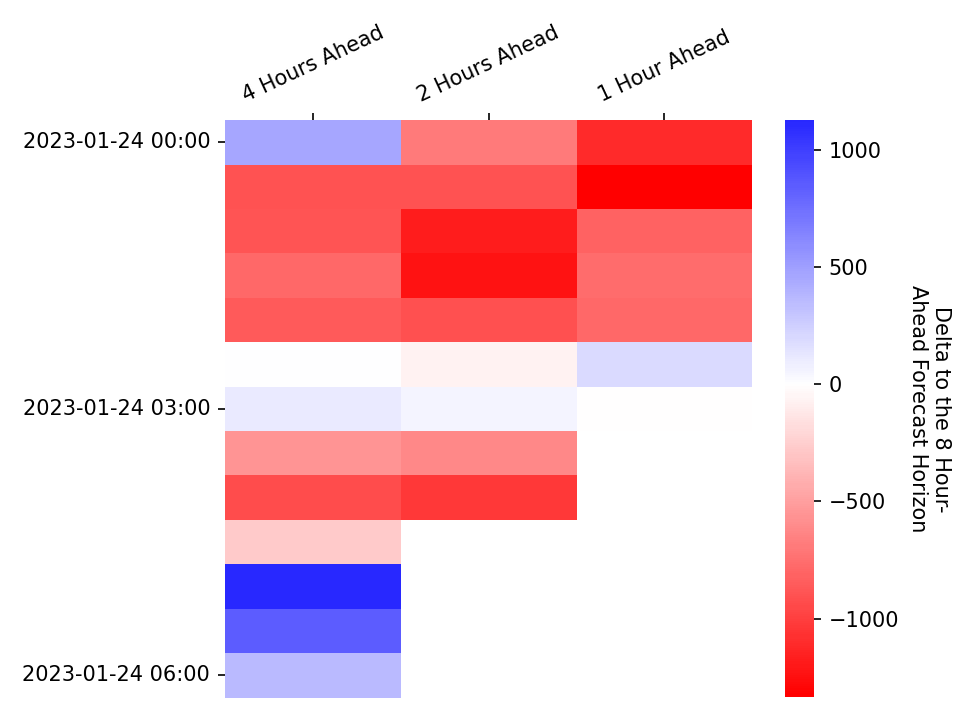 4 Hours Ahead
2 Hours Ahead
1 Hour Ahead
2023-01-24 00:00
2023-01-24 03:00
2023-01-24 06:00
1000
500
0
−500
−1000
Delta to the 8 Hour-
Ahead Forecast Horizon